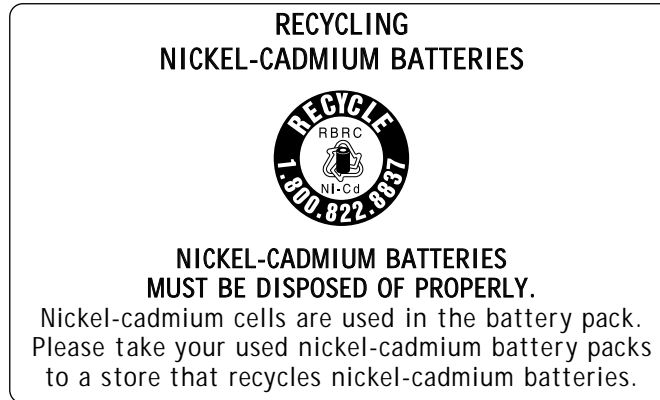 RECYCLING
NICKEL-CADMIUM BATTERIES
RECYCLE
RBRC
Ni-Cd
1.800.822.8837
NICKEL-CADMIUM BATTERIES
MUST BE DISPOSED OF PROPERLY.
Nickel-cadmium cells are used in the battery pack.
Please take your used nickel-cadmium battery packs
to a store that recycles nickel-cadmium batteries.